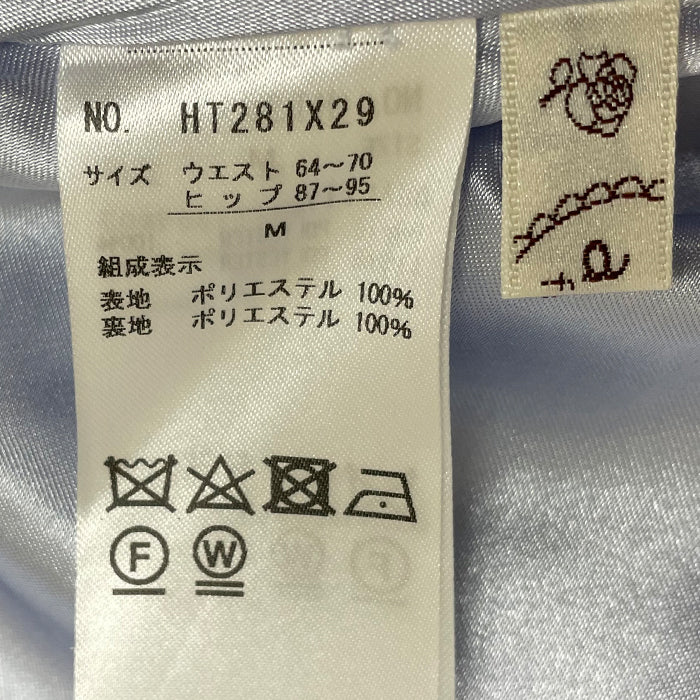 NO. HT281X29
サイズ ウエスト 64～70
ヒップ 87～95
M
組成表示
表地 ポリエステル 100%
裏地 ポリエステル 100%
F
W